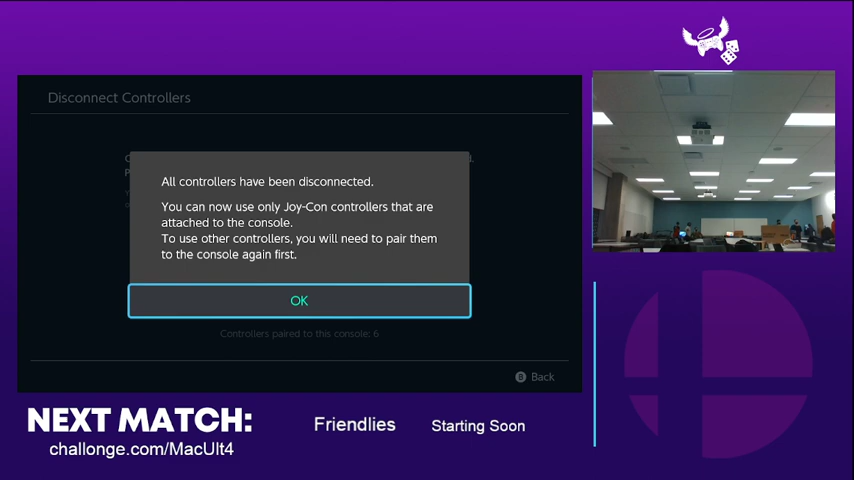 Disconnect Controllers
All controllers have been disconnected.
You can now use only Joy-Con controllers that are
attached to the console.
To use other controllers, you will need to pair them
to the console again first.
OK
Controllers paired to this console: 6
B Back
NEXT MATCH:
challonge.com/MacUlt4
Friendlies
Starting Soon